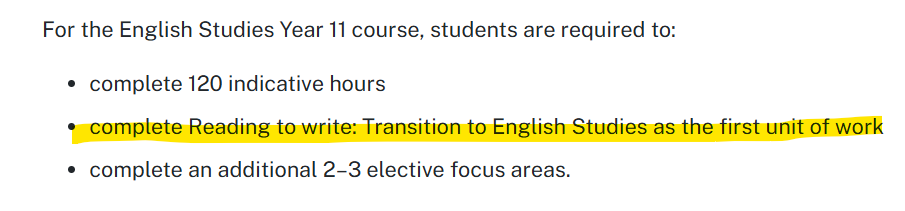 For the English Studies Year 11 course, students are required to:
• complete 120 indicative hours
• complete Reading to write: Transition to English Studies as the first unit of work
• complete an additional 2–3 elective focus areas.